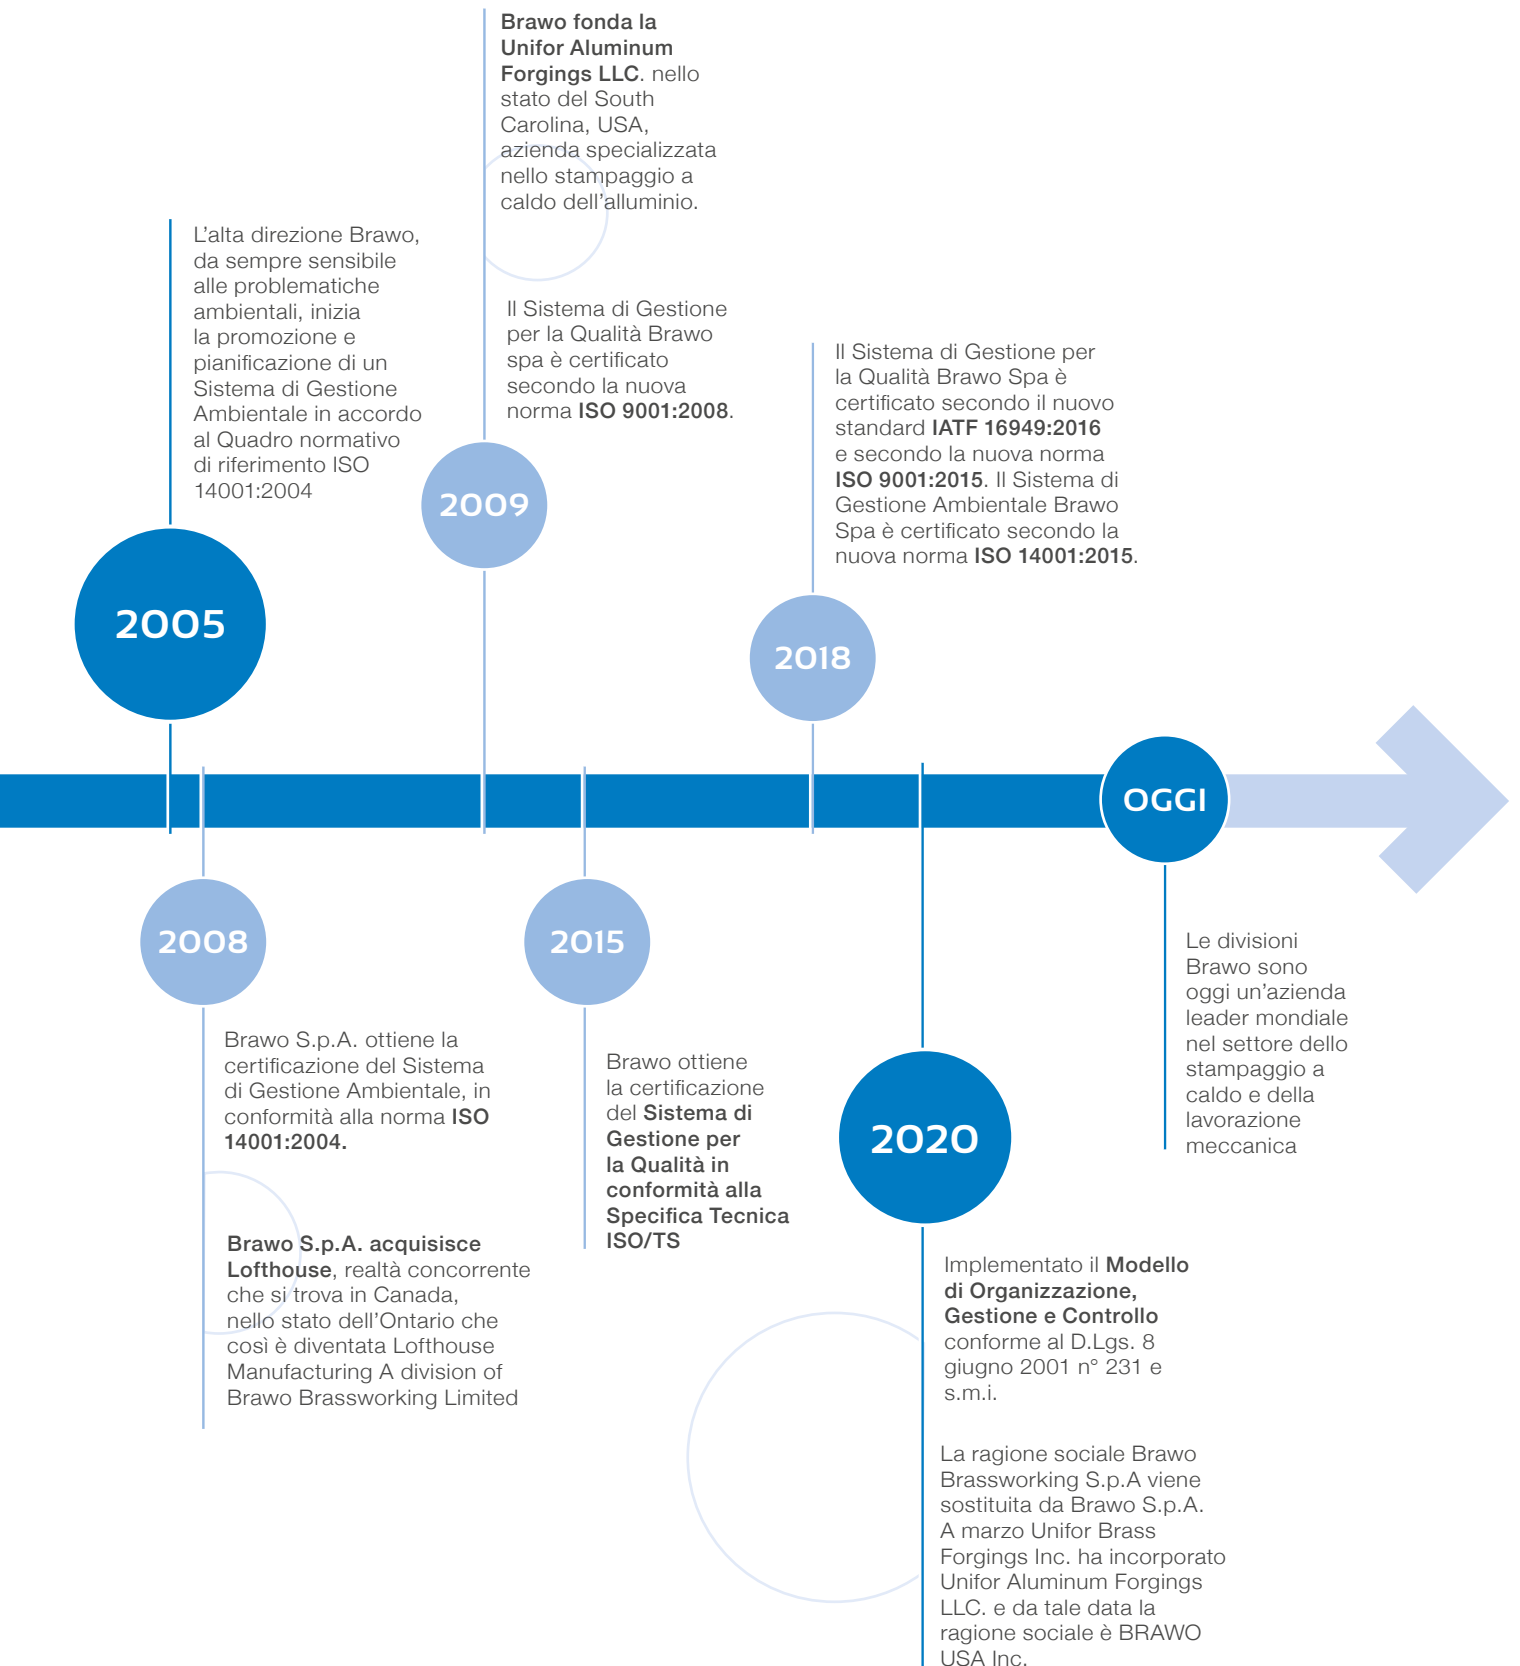 L'alta direzione Brawo,
da sempre sensibile
alle problematiche
ambientali, inizia
la promozione e
pianificazione di un
Sistema di Gestione
Ambientale in accordo
al Quadro normativo
di riferimento ISO
14001:2004
2005
2008
Brawo S.p.A. ottiene la
certificazione del Sistema
di Gestione Ambientale, in
conformità alla norma ISO
14001:2004.
Brawo S.p.A. acquisisce
Lofthouse, realtà concorrente
che si trova in Canada,
nello stato dell'Ontario che
così è diventata Lofthouse
Manufacturing A division of
Brawo Brassworking Limited
Brawo fonda la
Unifor Aluminum
Forgings LLC. nello
stato del South
Carolina, USA,
azienda specializzata
nello stampaggio a
caldo dell'alluminio.
Il Sistema di Gestione
per la Qualità Brawo
spa è certificato
secondo la nuova
norma ISO 9001:2008.
2009
2015
Brawo ottiene
la certificazione
del Sistema di
Gestione per
la Qualità in
conformità alla
Specifica Tecnica
ISO/TS
Il Sistema di Gestione per
la Qualità Brawo Spa è
certificato secondo il nuovo
standard IATF 16949:2016
e secondo la nuova norma
ISO 9001:2015. Il Sistema di
Gestione Ambientale Brawo
Spa è certificato secondo la
nuova norma ISO 14001:2015.
2018
2020
Implementato il Modello
di Organizzazione,
Gestione e Controllo
conforme al D.Lgs. 8
giugno 2001 n° 231 e
s.m.i.
La ragione sociale Brawo
Brassworking S.p.A viene
sostituita da Brawo S.p.A.
A marzo Unifor Brass
Forgings Inc. ha incorporato
Unifor Aluminum Forgings
LLC. e da tale data la
ragione sociale è BRAWO
USA Inc.
OGGI
Le divisioni
Brawo sono
oggi un'azienda
leader mondiale
nel settore dello
stampaggio a
caldo e della
lavorazione
meccanica